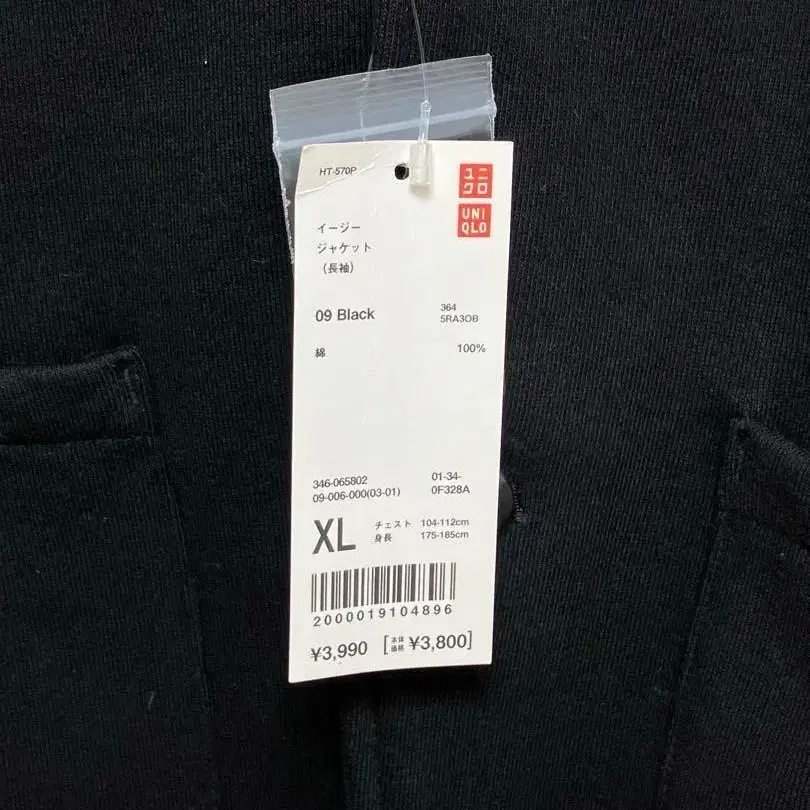 HT-570P
ユニ
クロ
UNI
QLO
イージー
ジャケット
（長袖）
09 Black
364
5RA3OB
綿 100%
346-065802
09-006-000(03-01)
01-34-
0F328A
XL
チェスト 104-112cm
身長 175-185cm
2000019104896
¥3,990 [本体価格 ¥3,800]